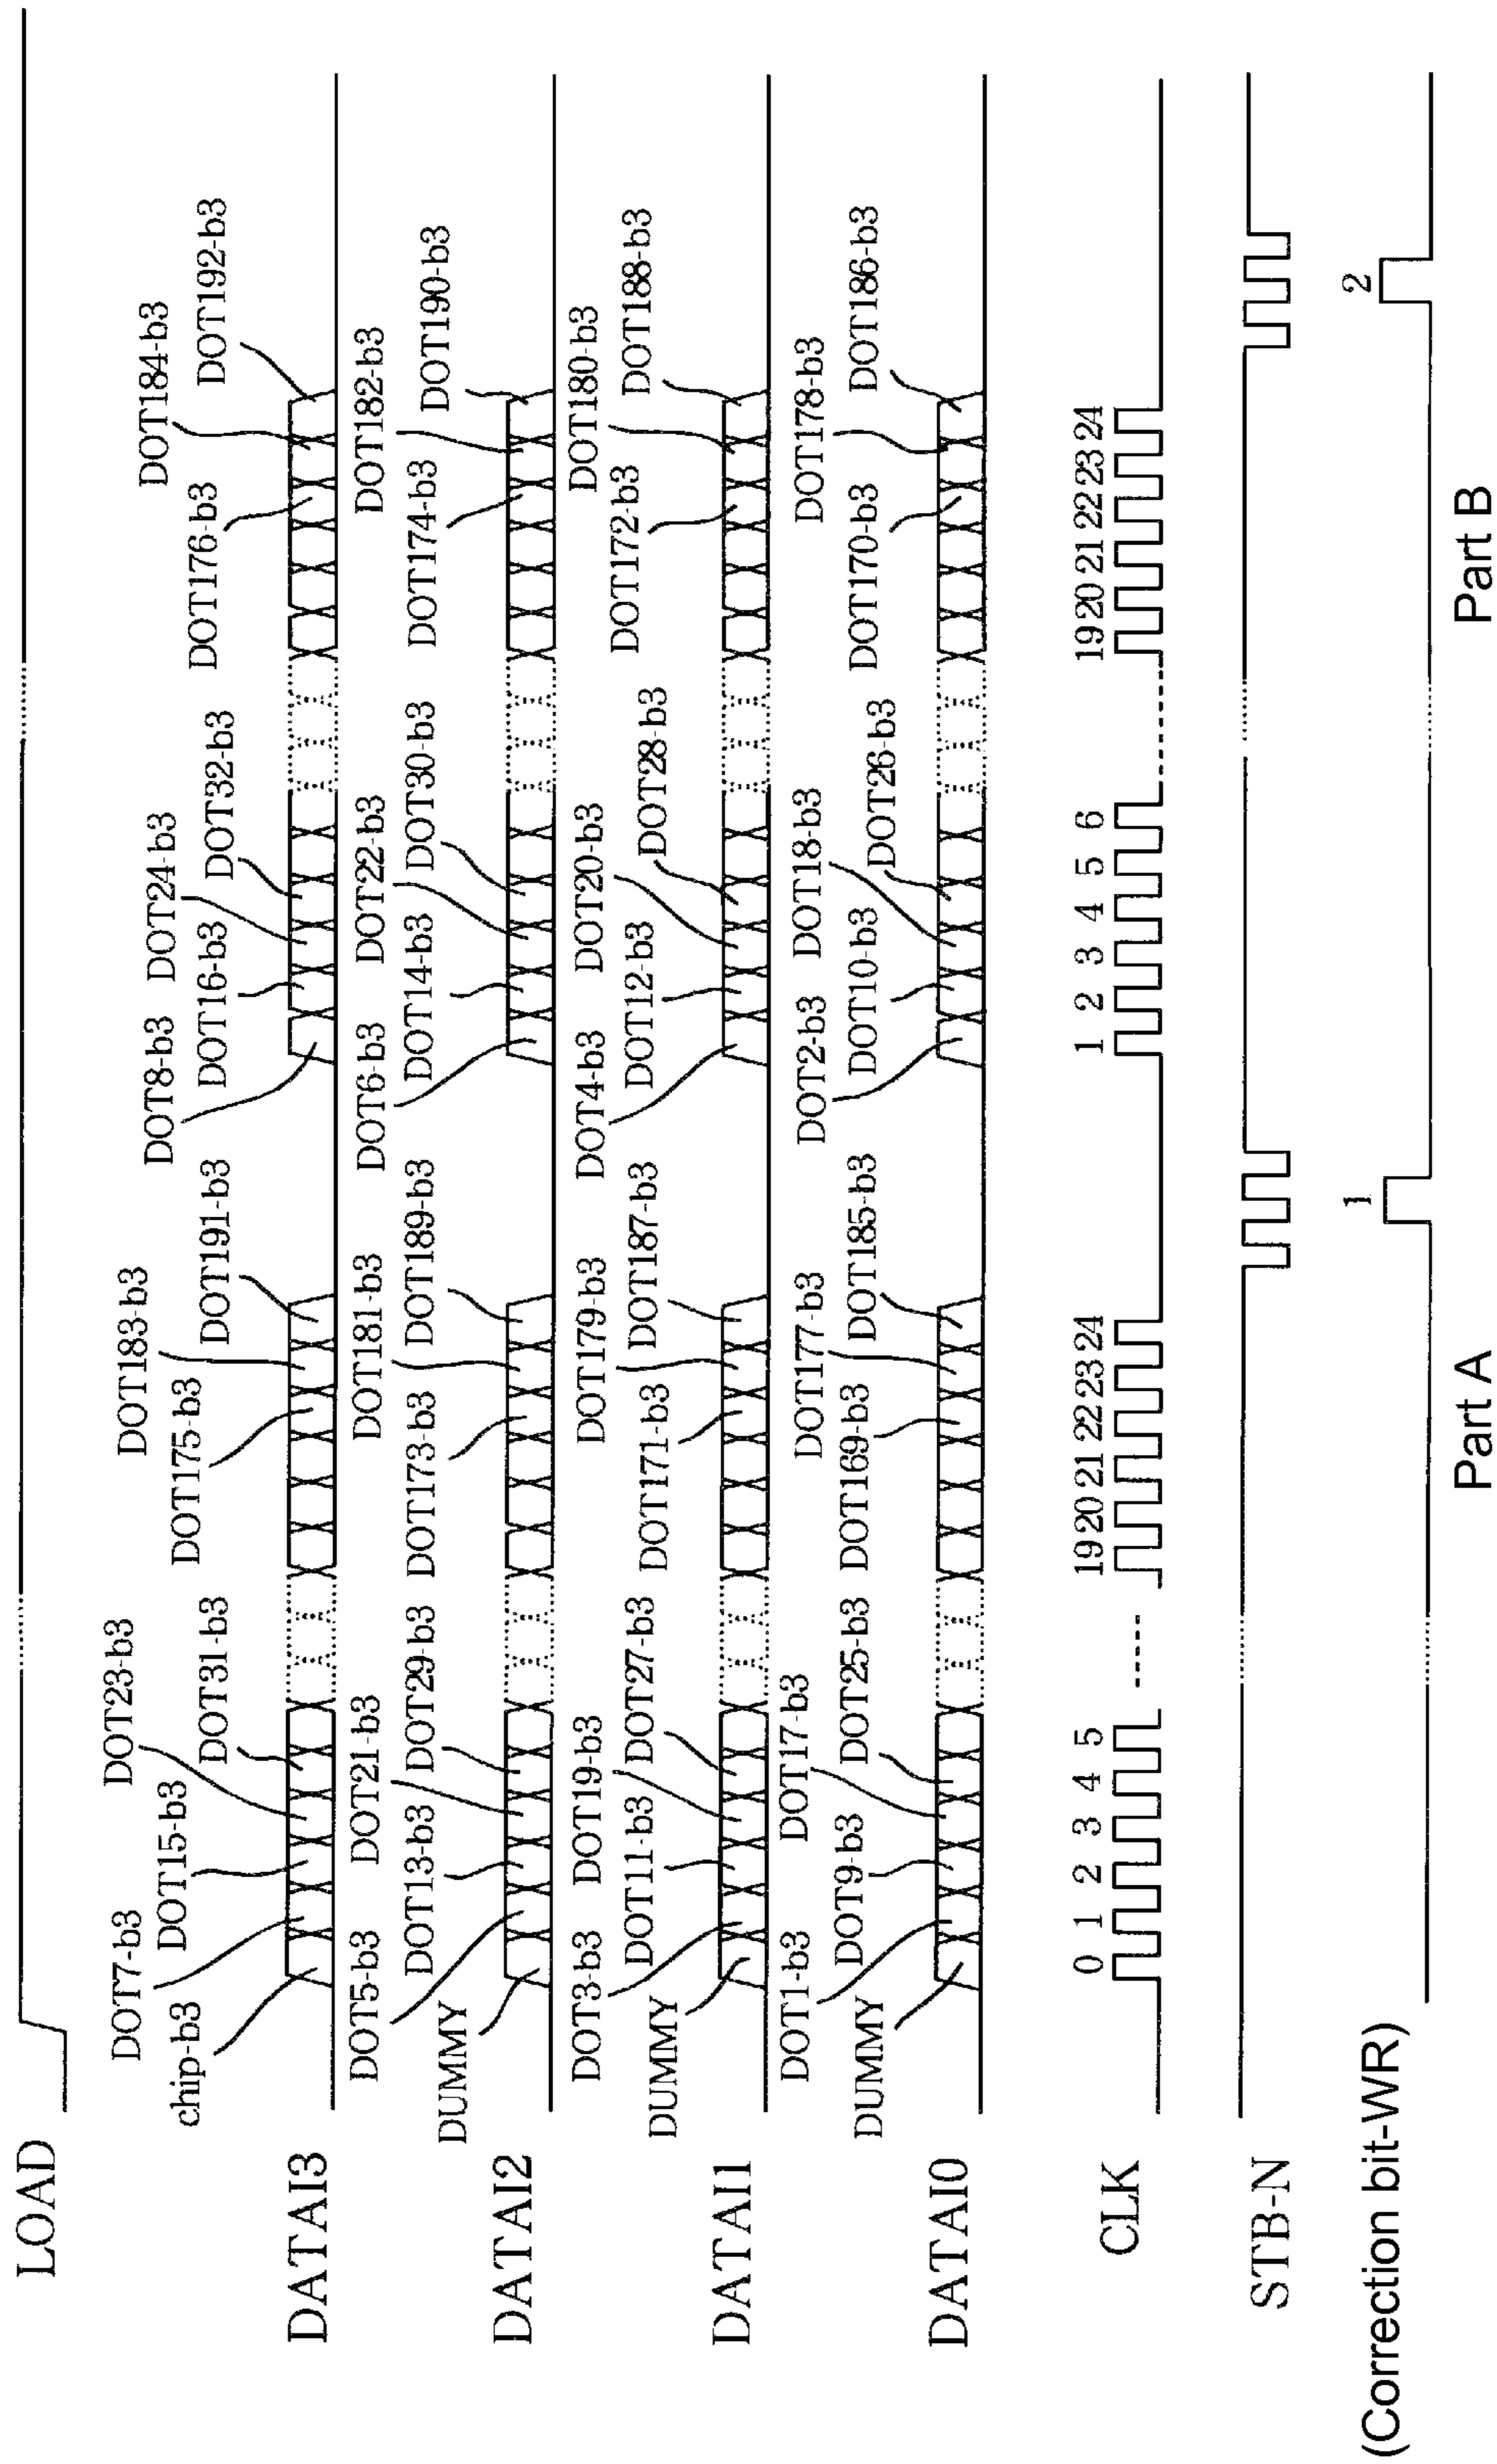 LOAD
DOT7-b3
DOT23-b3
DOT183-b3
DOT8-b3
DOT24-b3
DOT184-b3
DOT15-b3
DOT175-b3
DOT16-b3
DOT176-b3
chip-b3
DOT31-b3
DOT191-b3
DOT32-b3
DOT192-b3
DATAI3
DOT5-b3
DOT21-b3
DOT181-b3
DOT6-b3
DOT22-b3
DOT182-b3
DUMMY
DOT13-b3
DOT29-b3
DOT173-b3
DOT189-b3
DOT14-b3
DOT30-b3
DOT174-b3
DOT190-b3
DATAI2
DOT3-b3
DOT19-b3
DOT179-b3
DOT4-b3
DOT20-b3
DOT180-b3
DUMMY
DOT11-b3
DOT27-b3
DOT171-b3
DOT187-b3
DOT12-b3
DOT28-b3
DOT172-b3
DOT188-b3
DATAI1
DOT1-b3
DOT17-b3
DOT177-b3
DOT2-b3
DOT18-b3
DOT178-b3
DUMMY
DOT9-b3
DOT25-b3
DOT169-b3
DOT185-b3
DOT10-b3
DOT26-b3
DOT170-b3
DOT186-b3
DATAI0
0 1 2 3 4 5 19 20 21 22 23 24 1 2 3 4 5 6 19 20 21 22 23 24
CLK
STB-N
1 2
(Correction bit-WR)
Part A Part B